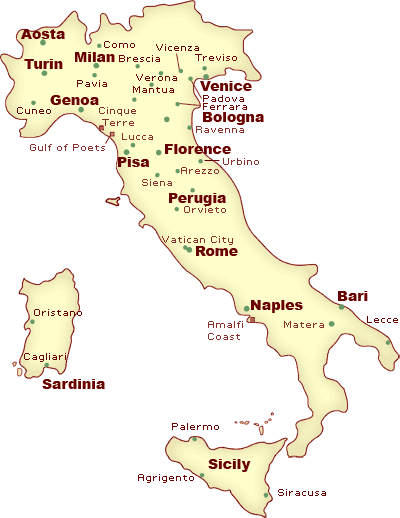 Aosta
Como
Vicenza
Treviso
Milan
Brescia
Turin
Verona
Venice
Pavia
Mantua
Padova
Ferrara
Genoa
Cuneo
Cinque
Terre
Bologna
Ravenna
Lucca
Gulf of Poets
Florence
Pisa
Urbino
Arezzo
Siena
Perugia
Orvieto
Vatican City
Rome
Bari
Naples
Oristano
Amalfi
Coast
Matera
Lecce
Cagliari
Sardinia
Palermo
Sicily
Agrigento
Siracusa